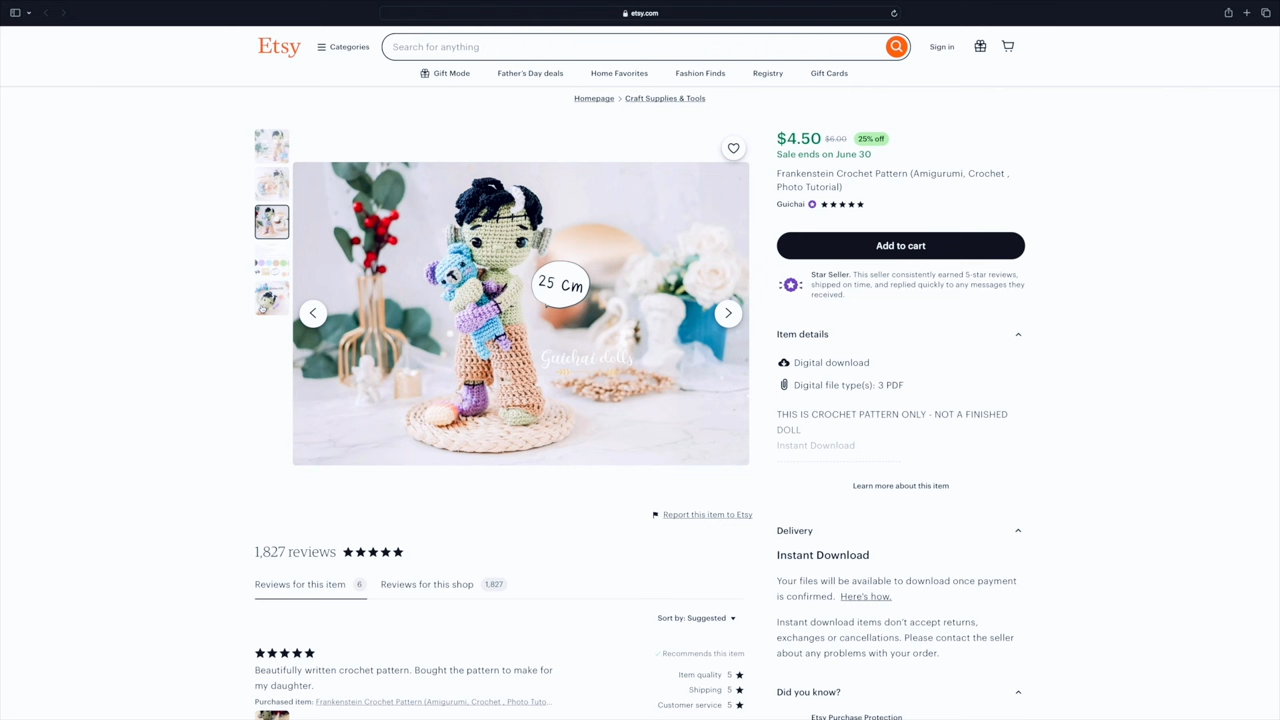 etsy.com
Etsy
Categories
Search for anything
Sign in
Gift Mode
Father's Day deals
Home Favorites
Fashion Finds
Registry
Gift Cards
Homepage > Craft Supplies & Tools
$4.50 $6.00 25% off
Sale ends on June 30
Frankenstein Crochet Pattern (Amigurumi, Crochet ,
Photo Tutorial)
Guichai
Add to cart
Star Seller. This seller consistently earned 5-star reviews,
shipped on time, and replied quickly to any messages they
received.
25 Cm
Guichai dolls
Item details
Digital download
Digital file type(s): 3 PDF
THIS IS CROCHET PATTERN ONLY - NOT A FINISHED
DOLL
Instant Download
Learn more about this item
Report this item to Etsy
Delivery
Instant Download
Your files will be available to download once payment
is confirmed. Here's how.
Instant download items don't accept returns,
exchanges or cancellations. Please contact the seller
about any problems with your order.
Did you know?
Etsy Purchase Protection
1,827 reviews
Reviews for this item 6
Reviews for this shop 1,827
Sort by: Suggested
Recommends this item
Beautifully written crochet pattern. Bought the pattern to make for
my daughter.
Item quality 5
Shipping 5
Customer service 5
Purchased item: Frankenstein Crochet Pattern (Amigurumi, Crochet , Photo Tuto...